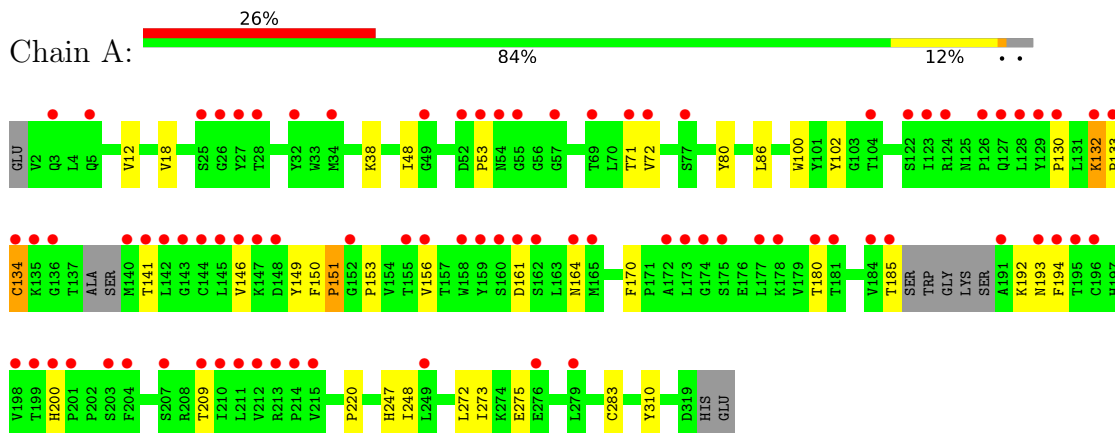 26%
Chain A:
84% 12% • •
GLU V2 Q3 L4 Q5 V12 V18 S25 G26 Y27 T28 Y32 W33 M34 K38 I48 G49 D52 P53 N54 G55 G56 G57 T69 L70 T71 V72 S77 Y80 L86 W100 Y101 Y102 G103 T104 S122 I123 R124 N125 P126 Q127 L128 Y129 P130 L131 K132
C134 K135 G136 T137 ALA SER M140 T141 L142 G143 C144 L145 V146 K147 D148 Y149 F150 P151 G152 P153 V154 T155 V156 T157 W158 Y159 S160 D161 S162 L163 N164 M165 F170 P171 A172 L173 G174 S175 E176 L177 K178 V179 T180 T181 V184 T185 SER TRP GLY LYS SER A191 K192 N193 F194 T195 C196
V198 T199 H200 P201 P202 S203 F204 S207 R208 T209 I210 L211 V212 R213 P214 V215 P220 H247 I248 L249 L272 I273 K274 E275 E276 L279 C283 Y310 D319 HIS GLU